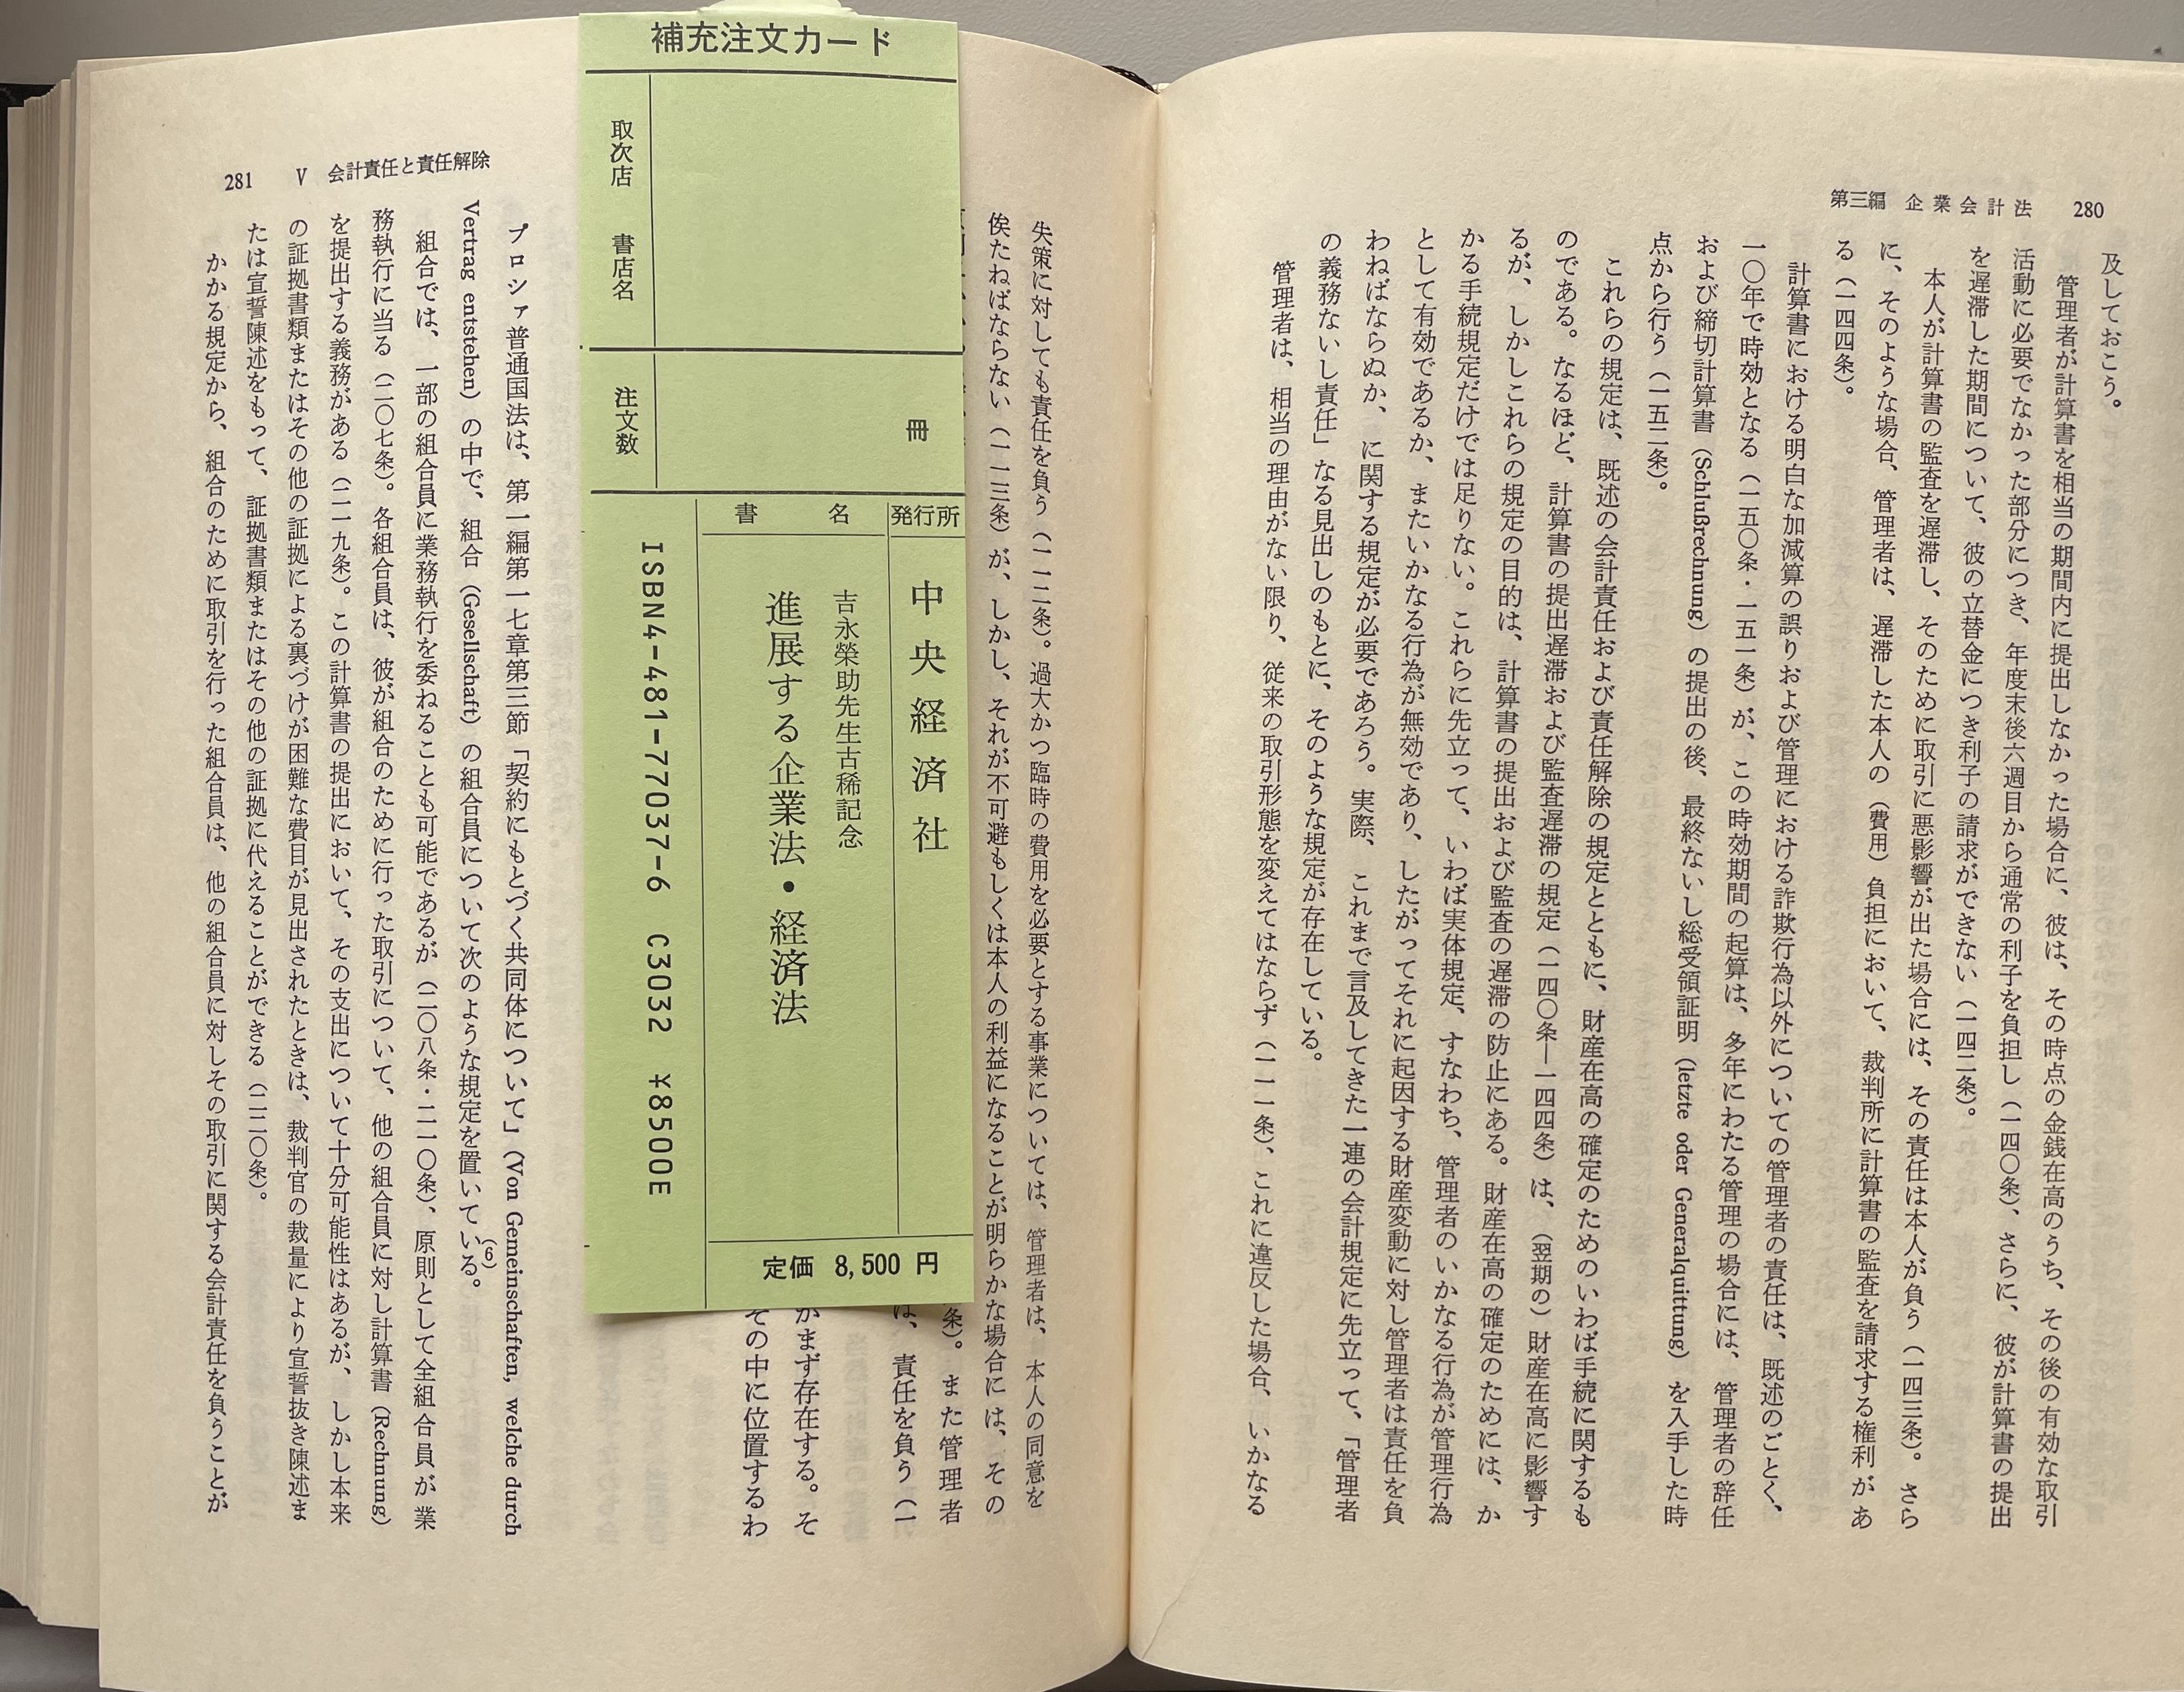 第三編 企業会計法 280
及しておこう。
管理者が計算書を相当の期間内に提出しなかった場合に、彼は、その時点の金銭在高のうち、その後の有効な取引
活動に必要でなかった部分につき、年度末後六週目から通常の利子を負担し（一四〇条）、さらに、彼が計算書の提出
を遅滞した期間について、彼の立替金につき利子の請求ができない（一四二条）。
本人が計算書の監査を遅滞し、そのために取引に悪影響が出た場合には、その責任は本人が負う（一四三条）。さら
に、そのような場合、管理者は、遅滞した本人の（費用）負担において、裁判所に計算書の監査を請求する権利があ
る（一四四条）。
計算書における明白な加減算の誤りおよび管理における詐欺行為以外についての管理者の責任は、既述のごとく、
一〇年で時効となる（一五〇条・一五一条）が、この時効期間の起算は、多年にわたる管理の場合には、管理者の辞任
および締切計算書（Schlußrechnung）の提出の後、最終ないし総受領証明（letzte oder Generalquittung）を入手した時
点から行う（一五二条）。
これらの規定は、既述の会計責任および責任解除の規定とともに、財産在高の確定のためのいわば手続に関するも
のである。なるほど、計算書の提出遅滞および監査遅滞の規定（一四〇条—一四四条）は、（翌期の）財産在高に影響す
るが、しかしこれらの規定の目的は、計算書の提出および監査の遅滞の防止にある。財産在高の確定のためには、か
かる手続規定だけでは足りない。これらに先立って、いわば実体規定、すなわち、管理者のいかなる行為が管理行為
として有効であるか、またいかなる行為が無効であり、したがってそれに起因する財産変動に対し管理者は責任を負
わねばならぬか、に関する規定が必要であろう。実際、これまで言及してきた一連の会計規定に先立って、「管理者
の義務ないし責任」なる見出しのもとに、そのような規定が存在している。
管理者は、相当の理由がない限り、従来の取引形態を変えてはならず（一一一条）、これに違反した場合、いかなる
281 Ⅴ 会計責任と責任解除
失策に対しても責任を負う（一一二条）。過大かつ臨時の費用を必要とする事業については、管理者は、本人の同意を
俟たねばならない（一一三条）が、しかし、それが不可避もしくは本人の利益になることが明らかな場合には、その
条）。また管理者
は、責任を負う（一
がまず存在する。そ
その中に位置するわ
補充注文カード
取次店 書店名
注文数
冊
発行所
中央経済社
書名
吉永榮助先生古稀記念
進展する企業法・経済法
ISBN4-481-77037-6 C3032 ¥8500E
定価 8,500 円
プロシァ普通国法は、第一編第一七章第三節「契約にもとづく共同体について」（Von Gemeinschaften, welche durch
Vertrag entstehen）の中で、組合（Gesellschaft）の組合員について次のような規定を置いている。(6)
組合では、一部の組合員に業務執行を委ねることも可能であるが（二〇八条・二一〇条）、原則として全組合員が業
務執行に当る（二〇七条）。各組合員は、彼が組合のために行った取引について、他の組合員に対し計算書（Rechnung）
を提出する義務がある（二一九条）。この計算書の提出において、その支出について十分可能性はあるが、しかし本来
の証拠書類またはその他の証拠による裏づけが困難な費目が見出されたときは、裁判官の裁量により宣誓抜き陳述ま
たは宣誓陳述をもって、証拠書類またはその他の証拠に代えることができる（二二〇条）。
かかる規定から、組合のために取引を行った組合員は、他の組合員に対しその取引に関する会計責任を負うことが